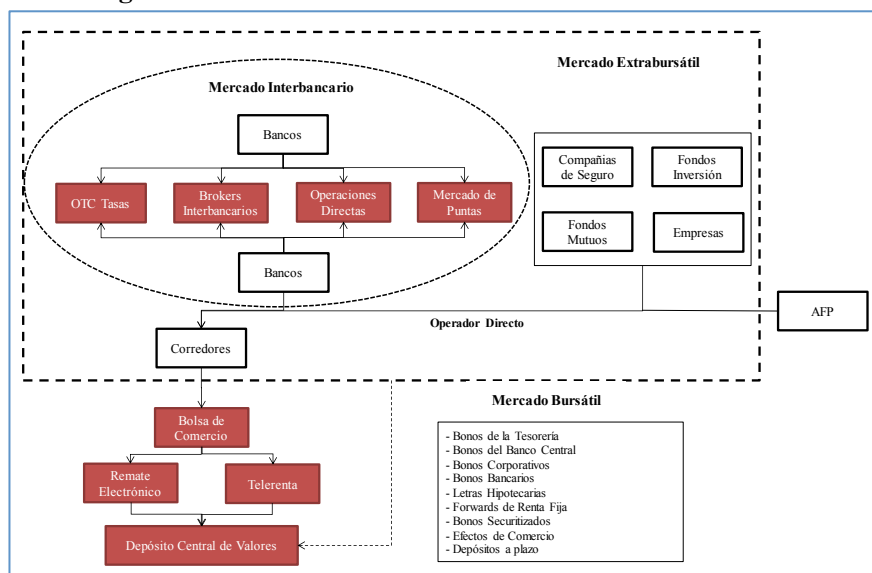 Mercado Extrabursátil
Mercado Interbancario
Bancos
Compañias
de Seguro
Fondos
Inversión
OTC Tasas
Brokers
Interbancarios
Operaciones
Directas
Mercado de
Puntas
Fondos
Mutuos
Empresas
Bancos
AFP
Operador Directo
Corredores
Mercado Bursátil
Bolsa de
Comercio
- Bonos de la Tesorería
- Bonos del Banco Central
- Bonos Corporativos
- Bonos Bancarios
- Letras Hipotecarias
- Forwards de Renta Fija
- Bonos Securitizados
- Efectos de Comercio
- Depósitos a plazo
Remate
Electrónico
Telerenta
Depósito Central de Valores